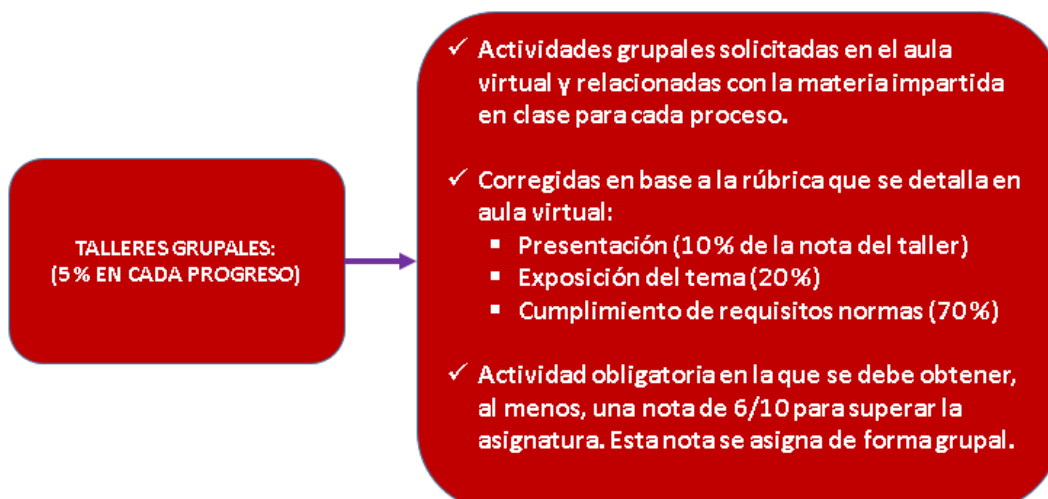 TALLERES GRUPALES:
(5% EN CADA PROGRESO)
✓ Actividades grupales solicitadas en el aula
virtual y relacionadas con la materia impartida
en clase para cada proceso.
✓ Corregidas en base a la rúbrica que se detalla en
aula virtual:
▪ Presentación (10% de la nota del taller)
▪ Exposición del tema (20%)
▪ Cumplimiento de requisitos normas (70%)
✓ Actividad obligatoria en la que se debe obtener,
al menos, una nota de 6/10 para superar la
asignatura. Esta nota se asigna de forma grupal.